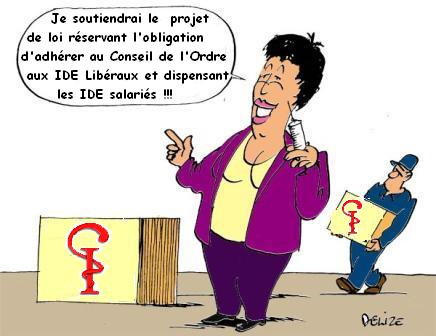 Je soutiendrai le projet
de loi réservant l'obligation
d'adhérer au Conseil de l'Ordre
aux IDE Libéraux et dispensant
les IDE salariés !!!
DELIZE